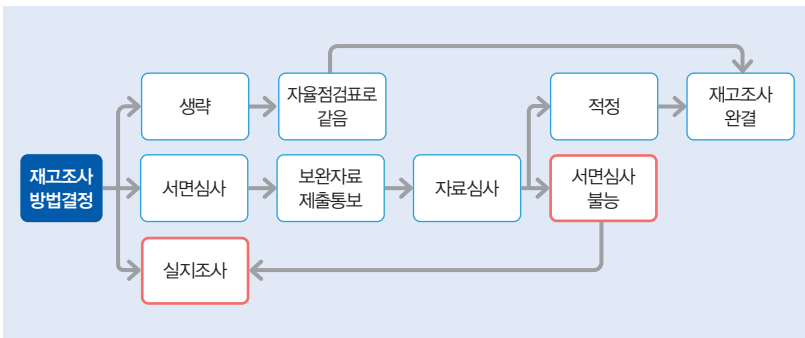 재고조사
방법결정
생략
자율점검표로
같음
서면심사
보완자료
제출통보
자료심사
적정
재고조사
완결
서면심사
불능
실지조사